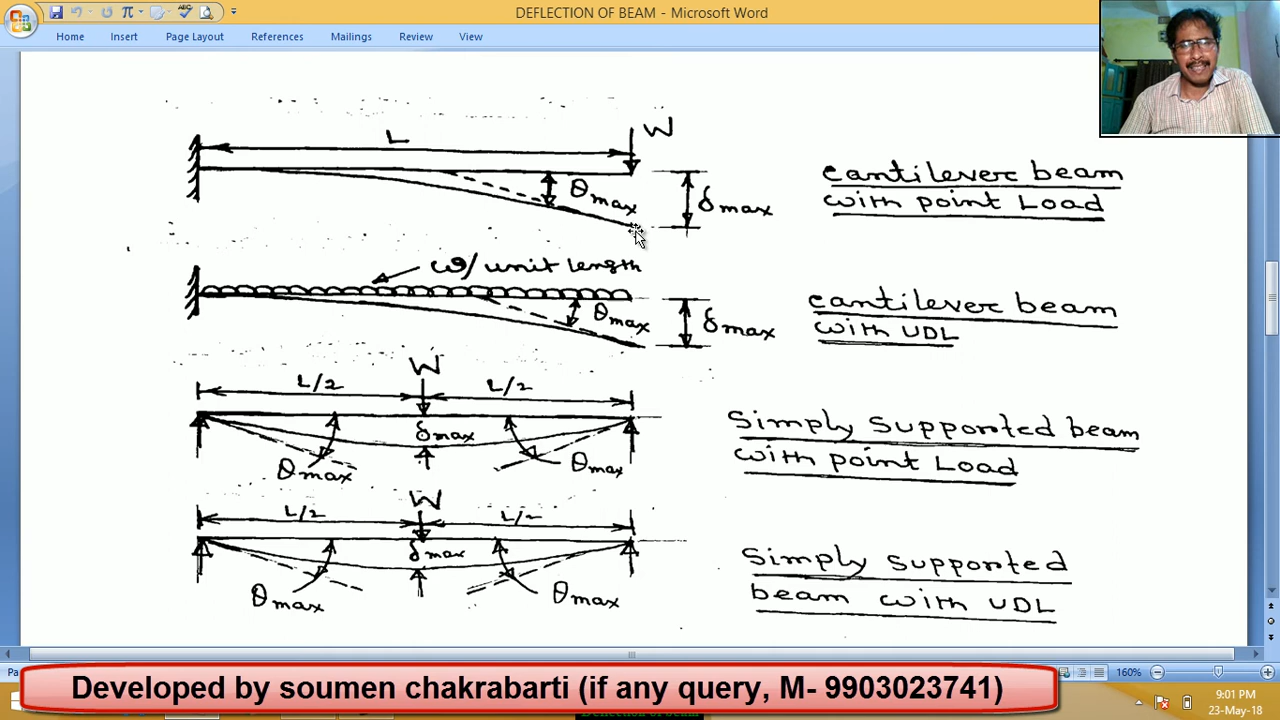 DEFLECTION OF BEAM - Microsoft Word
Home Insert Page Layout References Mailings Review View
L
W
θmax
δmax
cantilever beam
with point Load
ω/unit length
θmax
δmax
cantilever beam
with UDL
W
L/2
L/2
δmax
θmax
θmax
Simply Supported beam
with point Load
W
L/2
L/2
δmax
θmax
θmax
Simply supported
beam with UDL
160%
Developed by soumen chakrabarti (if any query, M- 9903023741)
9:01 PM
23-May-18